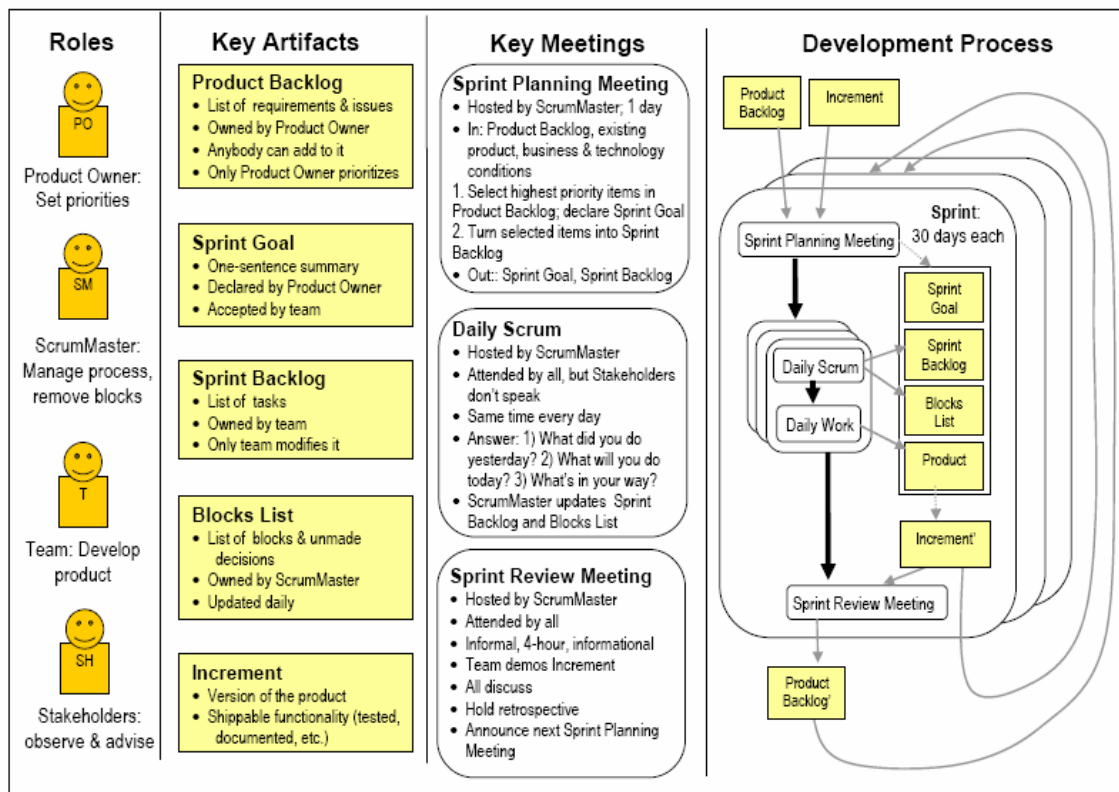 Roles
PO
Product Owner:
Set priorities
SM
ScrumMaster:
Manage process,
remove blocks
T
Team: Develop
product
SH
Stakeholders:
observe & advise
Key Artifacts
Product Backlog
• List of requirements & issues
• Owned by Product Owner
• Anybody can add to it
• Only Product Owner prioritizes
Sprint Goal
• One-sentence summary
• Declared by Product Owner
• Accepted by team
Sprint Backlog
• List of tasks
• Owned by team
• Only team modifies it
Blocks List
• List of blocks & unmade
decisions
• Owned by ScrumMaster
• Updated daily
Increment
• Version of the product
• Shippable functionality (tested,
documented, etc.)
Key Meetings
Sprint Planning Meeting
• Hosted by ScrumMaster; 1 day
• In: Product Backlog, existing
product, business & technology
conditions
1. Select highest priority items in
Product Backlog; declare Sprint Goal
2. Turn selected items into Sprint
Backlog
• Out:: Sprint Goal, Sprint Backlog
Daily Scrum
• Hosted by ScrumMaster
• Attended by all, but Stakeholders
don't speak
• Same time every day
• Answer: 1) What did you do
yesterday? 2) What will you do
today? 3) What's in your way?
• ScrumMaster updates Sprint
Backlog and Blocks List
Sprint Review Meeting
• Hosted by ScrumMaster
• Attended by all
• Informal, 4-hour, informational
• Team demos Increment
• All discuss
• Hold retrospective
• Announce next Sprint Planning
Meeting
Development Process
Product
Backlog
Increment
Sprint:
30 days each
Sprint Planning Meeting
Sprint
Goal
Sprint
Backlog
Daily Scrum
Blocks
List
Daily Work
Product
Increment'
Sprint Review Meeting
Product
Backlog'